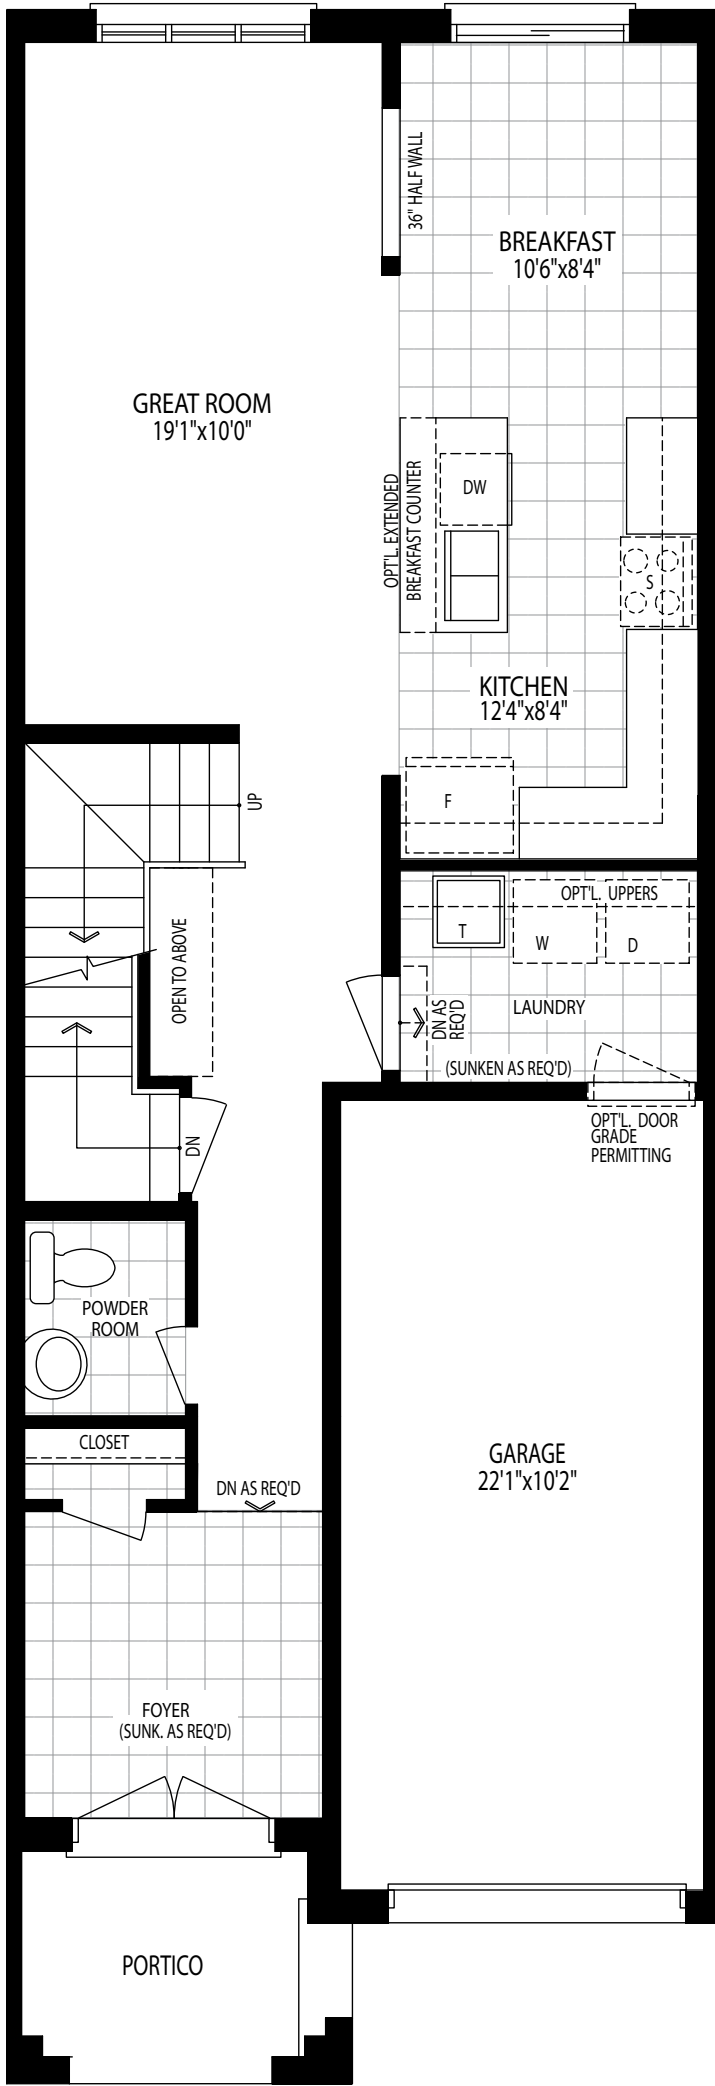 36" HALF WALL
BREAKFAST
10'6"x8'4"
GREAT ROOM
19'1"x10'0"
OPT'L. EXTENDED
BREAKFAST COUNTER
DW
S
KITCHEN
12'4"x8'4"
F
UP
OPT'L. UPPERS
T
W
D
OPEN TO ABOVE
DN AS
REQ'D
LAUNDRY
(SUNKEN AS REQ'D)
DN
OPT'L. DOOR
GRADE
PERMITTING
POWDER
ROOM
CLOSET
GARAGE
22'1"x10'2"
DN AS REQ'D
FOYER
(SUNK. AS REQ'D)
PORTICO